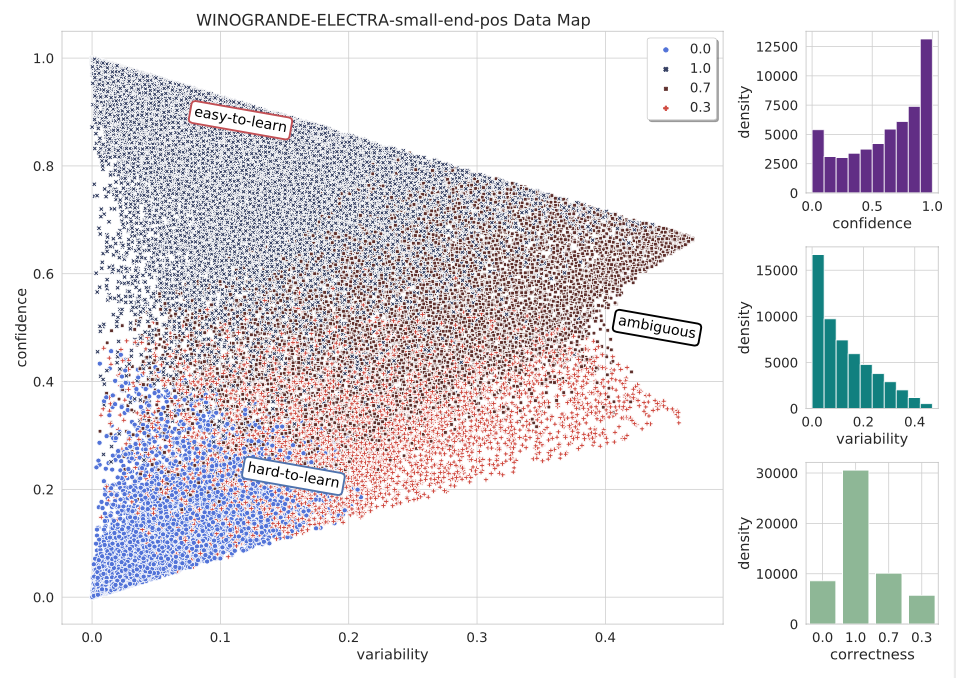 WINOGRANDE-ELECTRA-small-end-pos Data Map
0.0
1.0
0.7
0.3
easy-to-learn
ambiguous
hard-to-learn
confidence
1.0
0.8
0.6
0.4
0.2
0.0
0.0 0.1 0.2 0.3 0.4
variability
density
12500
10000
7500
5000
2500
0
0.0 0.5 1.0
confidence
density
15000
10000
5000
0
0.0 0.2 0.4
variability
density
30000
20000
10000
0
0.0 1.0 0.7 0.3
correctness